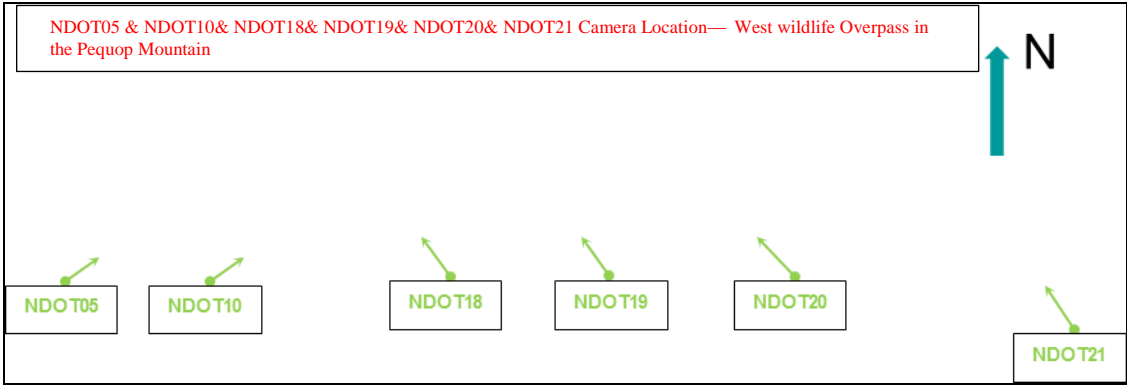 NDOT05 & NDOT10& NDOT18& NDOT19& NDOT20& NDOT21 Camera Location— West wildlife Overpass in
the Pequop Mountain
N
NDOT05
NDOT10
NDOT18
NDOT19
NDOT20
NDOT21